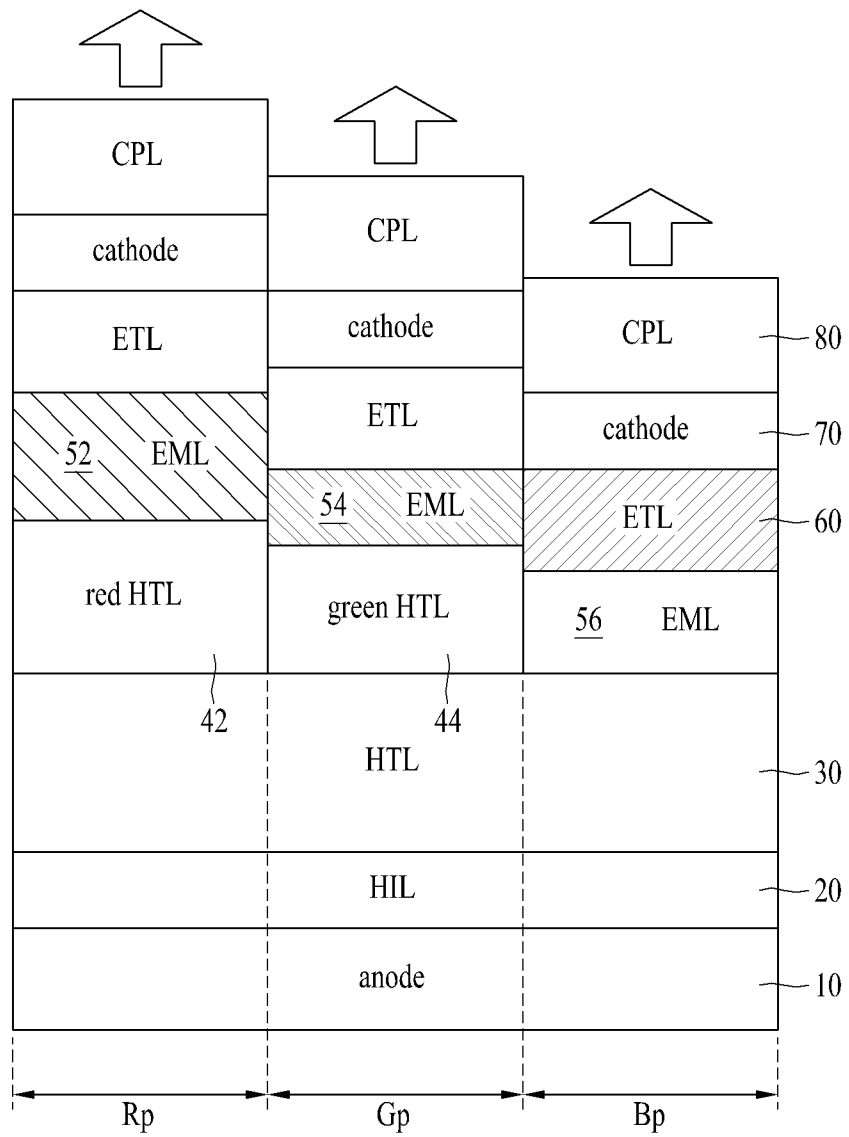 CPL
CPL
cathode
CPL
80
ETL
cathode
ETL
cathode
70
52 EML
54 EML
ETL
60
red HTL
green HTL
56 EML
42
44
HTL
30
HIL
20
anode
10
Rp
Gp
Bp